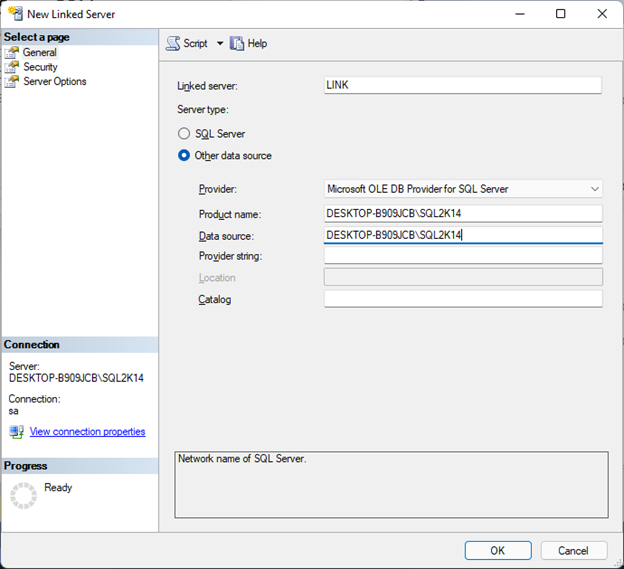 New Linked Server
Select a page
General
Security
Server Options
Script
Help
Linked server:
LINK
Server type:
SQL Server
Other data source
Provider:
Microsoft OLE DB Provider for SQL Server
Product name:
DESKTOP-B909JCB\SQL2K14
Data source:
DESKTOP-B909JCB\SQL2K14
Provider string:
Location
Catalog
Connection
Server:
DESKTOP-B909JCB\SQL2K14
Connection:
sa
View connection properties
Progress
Ready
Network name of SQL Server.
OK
Cancel